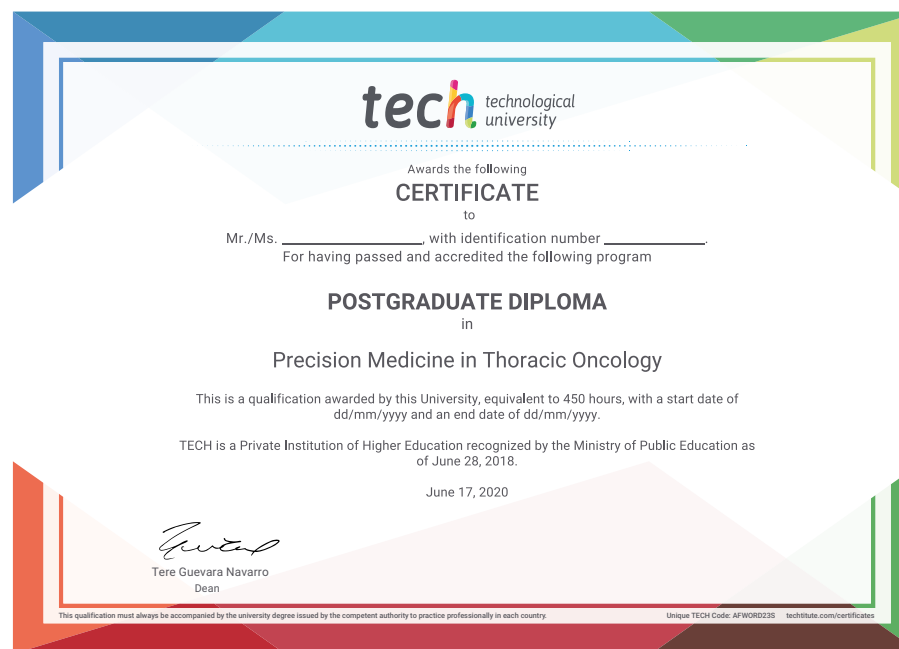 tech technological
university
Awards the following
CERTIFICATE
to
Mr./Ms. ____________________, with identification number ______________.
For having passed and accredited the following program
POSTGRADUATE DIPLOMA
in
Precision Medicine in Thoracic Oncology
This is a qualification awarded by this University, equivalent to 450 hours, with a start date of
dd/mm/yyyy and an end date of dd/mm/yyyy.
TECH is a Private Institution of Higher Education recognized by the Ministry of Public Education as
of June 28, 2018.
June 17, 2020
Tere Guevara Navarro
Dean
This qualification must always be accompanied by the university degree issued by the competent authority to practice professionally in each country. Unique TECH Code: AFWORD23S techtitute.com/certificates